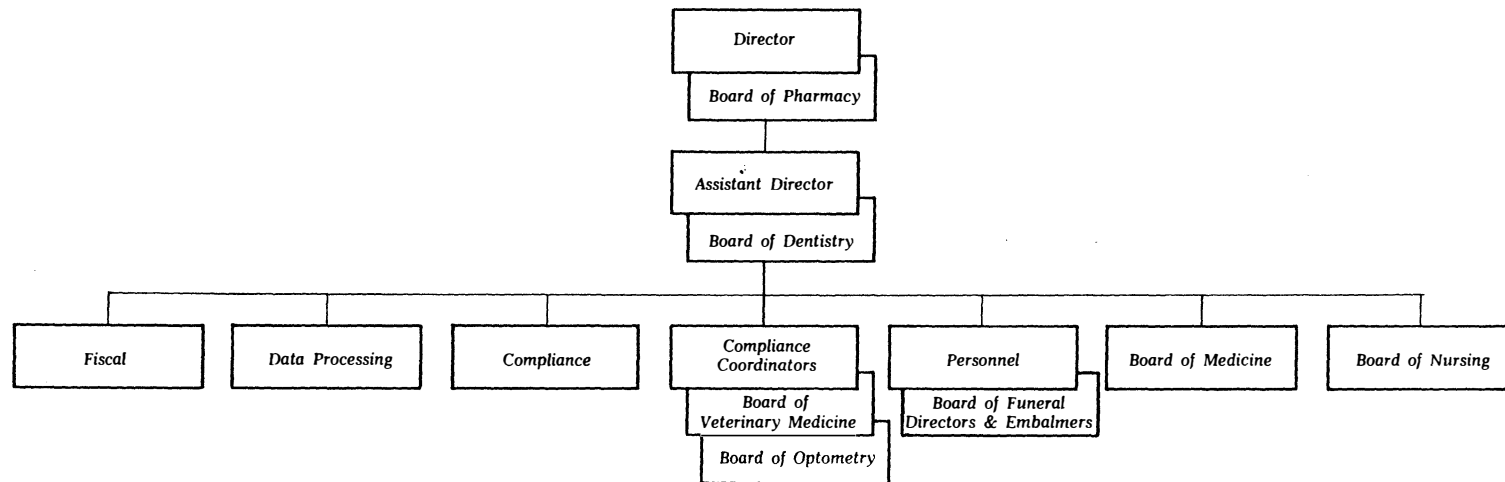 Director
Board of Pharmacy
Assistant Director
Board of Dentistry
Fiscal
Data Processing
Compliance
Compliance
Coordinators
Board of
Veterinary Medicine
Board of Optometry
Personnel
Board of Funeral
Directors & Embalmers
Board of Medicine
Board of Nursing